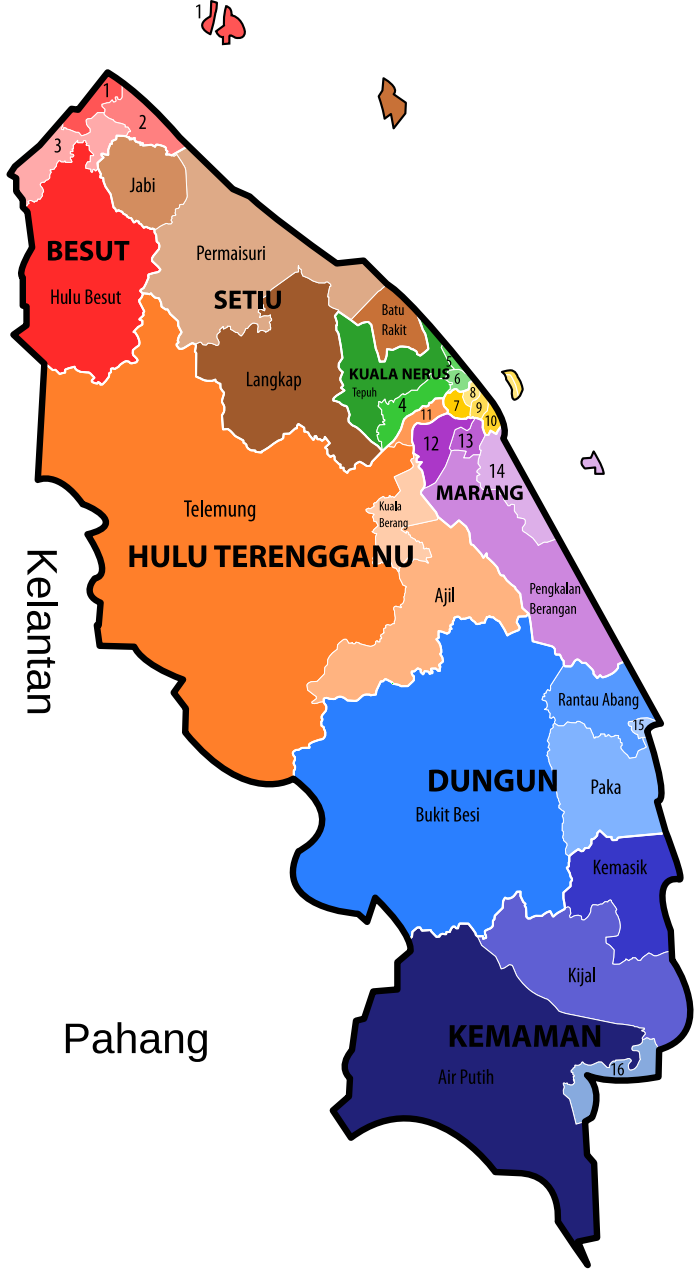 1
1
2
3
Jabi
BESUT
Permaisuri
Hulu Besut
SETIU
Batu
Rakit
5
KUALA NERUS
6
Langkap
Tepuh
8
4
7
9
11
10
12
13
14
MARANG
Telemung
Kuala
Berang
HULU TERENGGANU
Kelantan
Ajil
Pengkalan
Berangan
Rantau Abang
15
DUNGUN
Paka
Bukit Besi
Kemasik
Kijal
Pahang
KEMAMAN
16
Air Putih